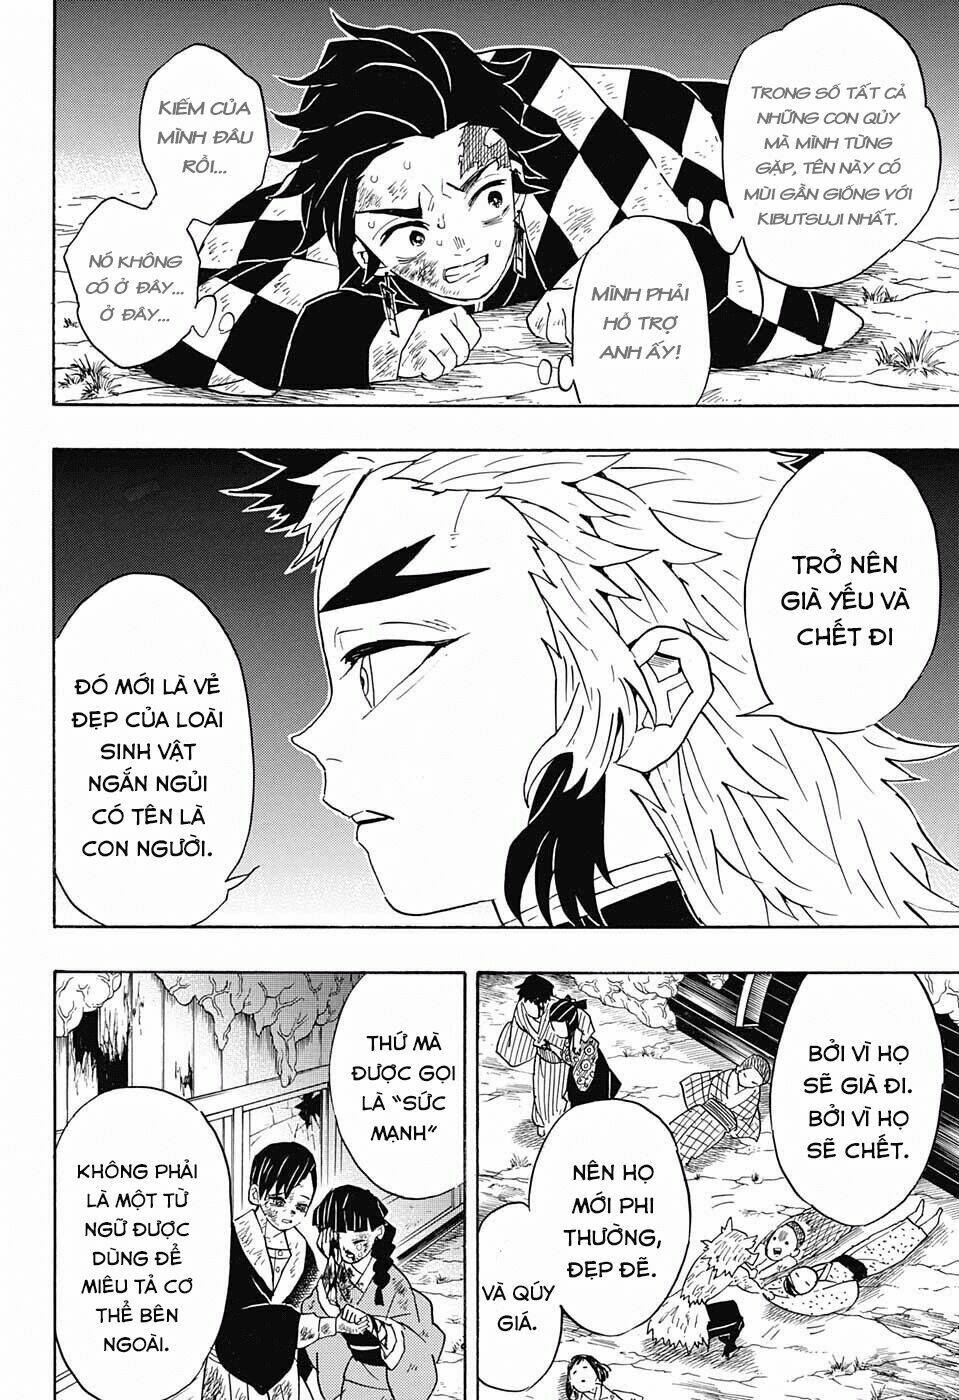 TRONG SỐ TẤT CẢ
NHỮNG CON QỦY
MÀ MÌNH TỪNG
GẶP, TÊN NÀY CÓ
MÙI GẦN GIỐNG VỚI
KIBUTSUJI NHẤT.
MÌNH PHẢI
HỖ TRỢ
ANH ẤY!
KIẾM CỦA
MÌNH ĐÂU
RỒI...
NÓ KHÔNG
CÓ Ở ĐÂY...
Ở ĐÂY...
TRỞ NÊN
GIÀ YẾU VÀ
CHẾT ĐI
ĐÓ MỚI LÀ VẺ
ĐẸP CỦA LOÀI
SINH VẬT
NGẮN NGỦI
CÓ TÊN LÀ
CON NGƯỜI.
BỞI VÌ HỌ
SẼ GIÀ ĐI.
BỞI VÌ HỌ
SẼ CHẾT.
NÊN HỌ
MỚI PHI
THƯỜNG,
ĐẸP ĐẼ.
VÀ QÚY
GIÁ.
THỨ MÀ
ĐƯỢC GỌI
LÀ "SỨC
MẠNH"
KHÔNG PHẢI
LÀ MỘT TỪ
NGỮ ĐƯỢC
DÙNG ĐỂ
MIÊU TẢ CƠ
THỂ BÊN
NGOÀI.